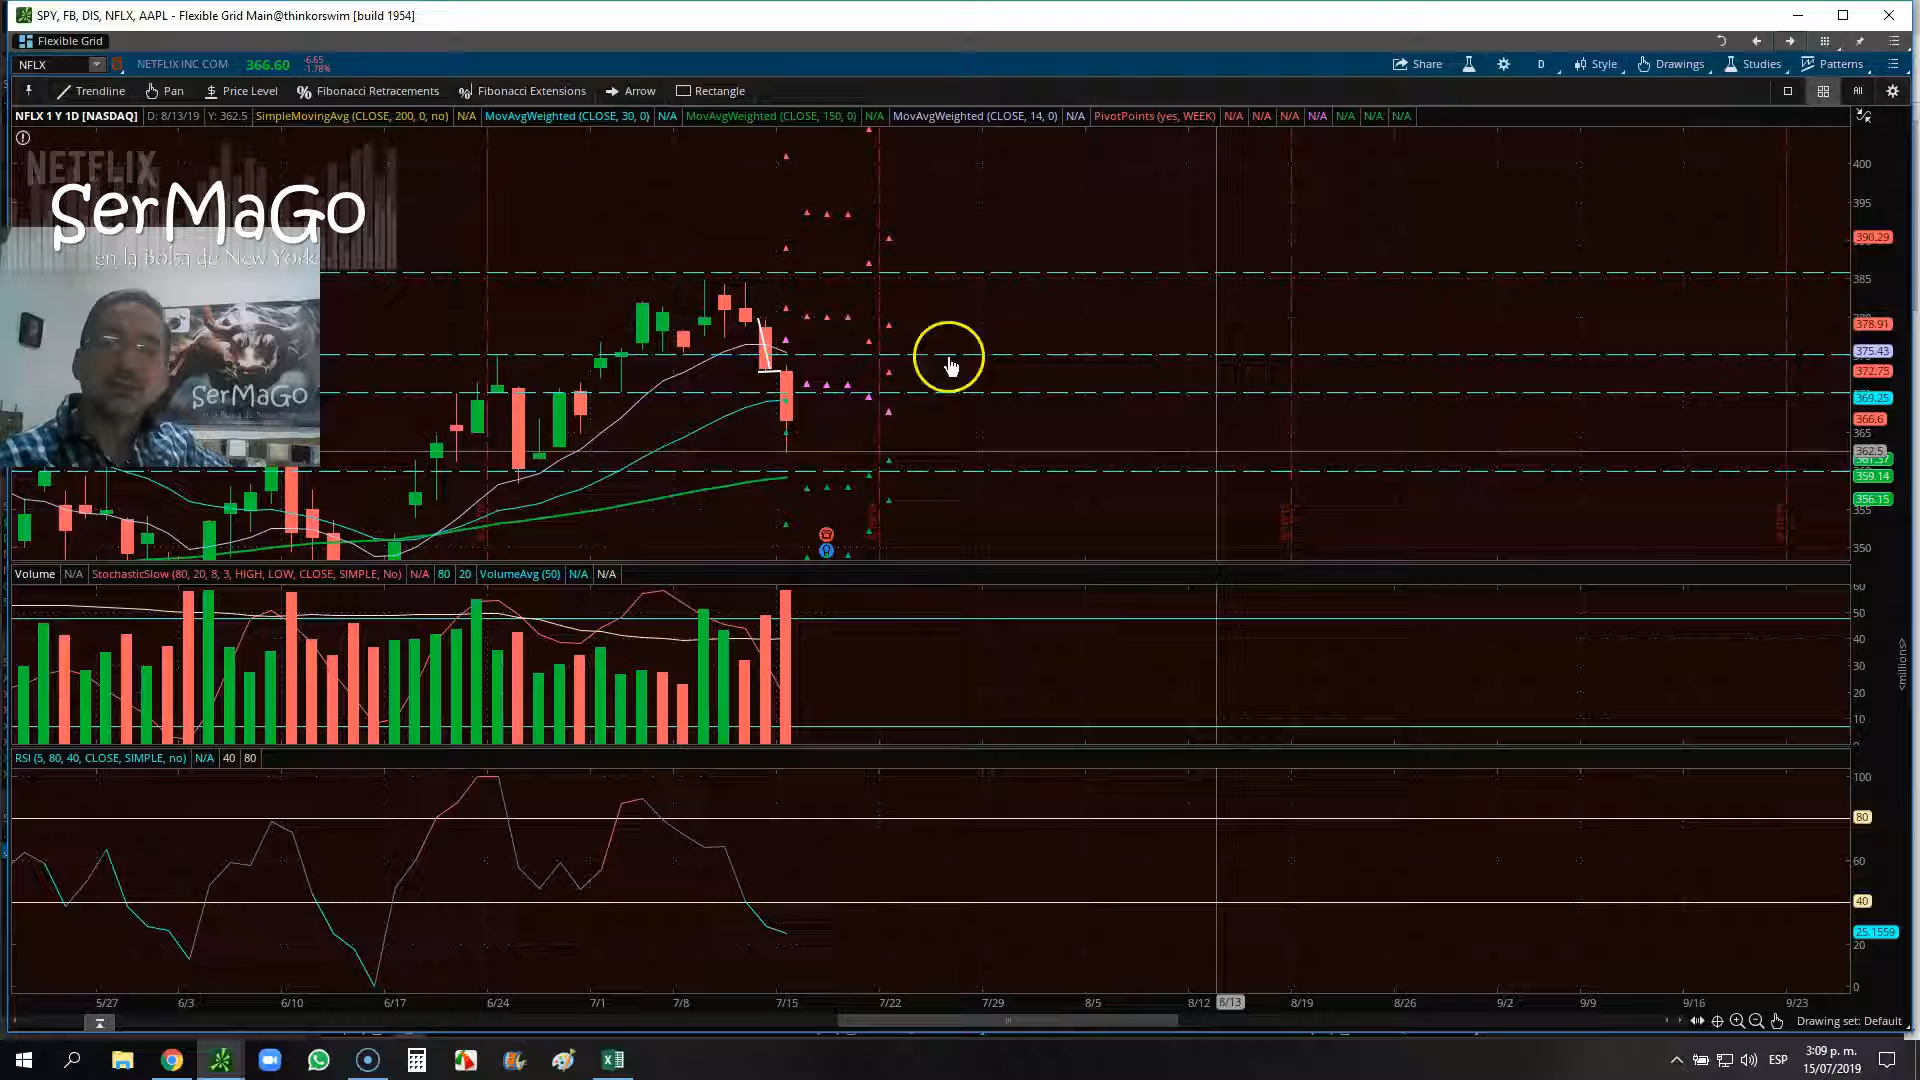 SPY, FB, DIS, NFLX, AAPL - Flexible Grid Main@thinkorswim [build 1954]
Flexible Grid
NFLX NETFLIX INC COM 366.60 -6.65 -1.78% Share D Style Drawings Studies Patterns
Trendline Pan Price Level Fibonacci Retracements Fibonacci Extensions Arrow Rectangle All
NFLX 1 Y 1D [NASDAQ] D: 8/13/19 Y: 362.5 SimpleMovingAvg (CLOSE, 200, 0, no) N/A MovAvgWeighted (CLOSE, 30, 0) N/A MovAvgWeighted (CLOSE, 150, 0) N/A MovAvgWeighted (CLOSE, 14, 0) N/A PivotPoints (yes, WEEK) N/A N/A N/A N/A N/A N/A N/A
NETFLIX
SerMaGo
en la Bolsa de New York
SerMaGo
400
395
390.29
385
378.91
375.43
372.75
369.25
366.6
365
362.5
359.14
356.15
355
350
Volume N/A StochasticSlow (80, 20, 8, 3, HIGH, LOW, CLOSE, SIMPLE, No) N/A 80 20 VolumeAvg (50) N/A N/A
60
50
40
30
20
10
<millions>
RSI (5, 80, 40, CLOSE, SIMPLE, no) N/A 40 80
100
80
60
40
25.1559
20
0
5/27 6/3 6/10 6/17 6/24 7/1 7/8 7/15 7/22 7/29 8/5 8/12 8/13 8/19 8/26 9/2 9/9 9/16 9/23
Drawing set: Default
ESP
3:09 p. m.
15/07/2019